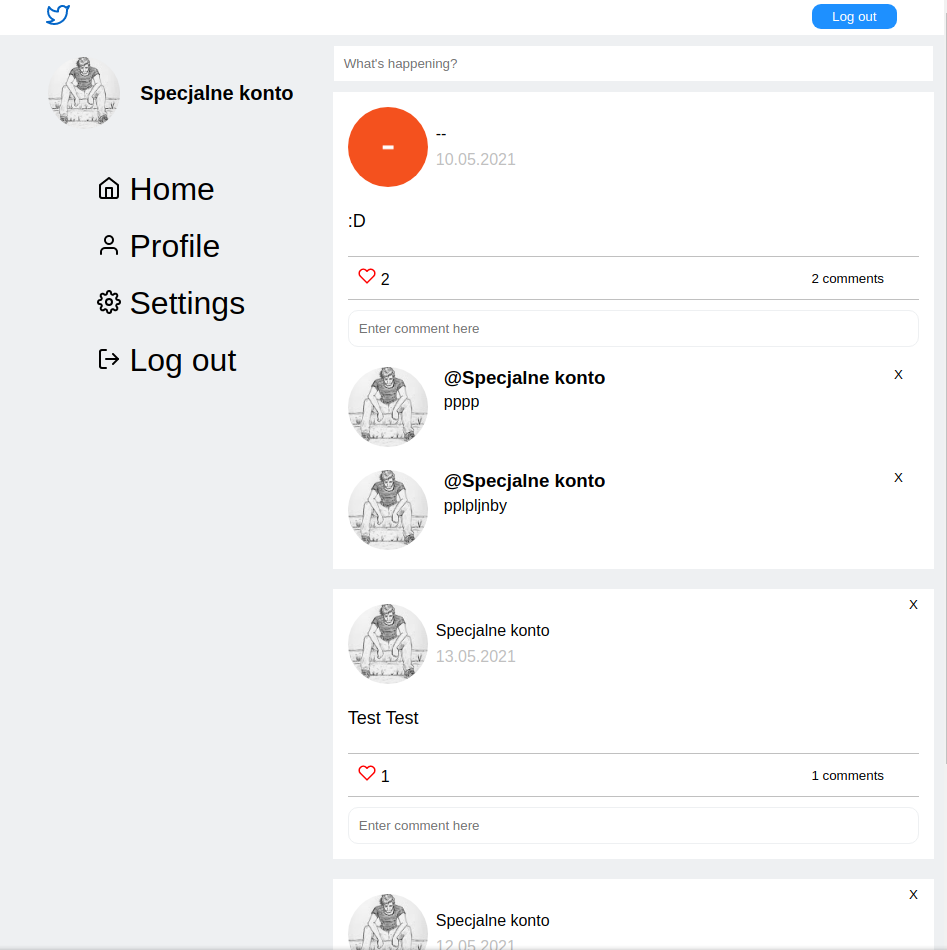 Log out
Specjalne konto
Home
Profile
Settings
Log out
What's happening?
-
--
10.05.2021
:D
2
2 comments
Enter comment here
@Specjalne konto
X
pppp
@Specjalne konto
X
pplpljnby
X
Specjalne konto
13.05.2021
Test Test
1
1 comments
Enter comment here
X
Specjalne konto
12.05.2021